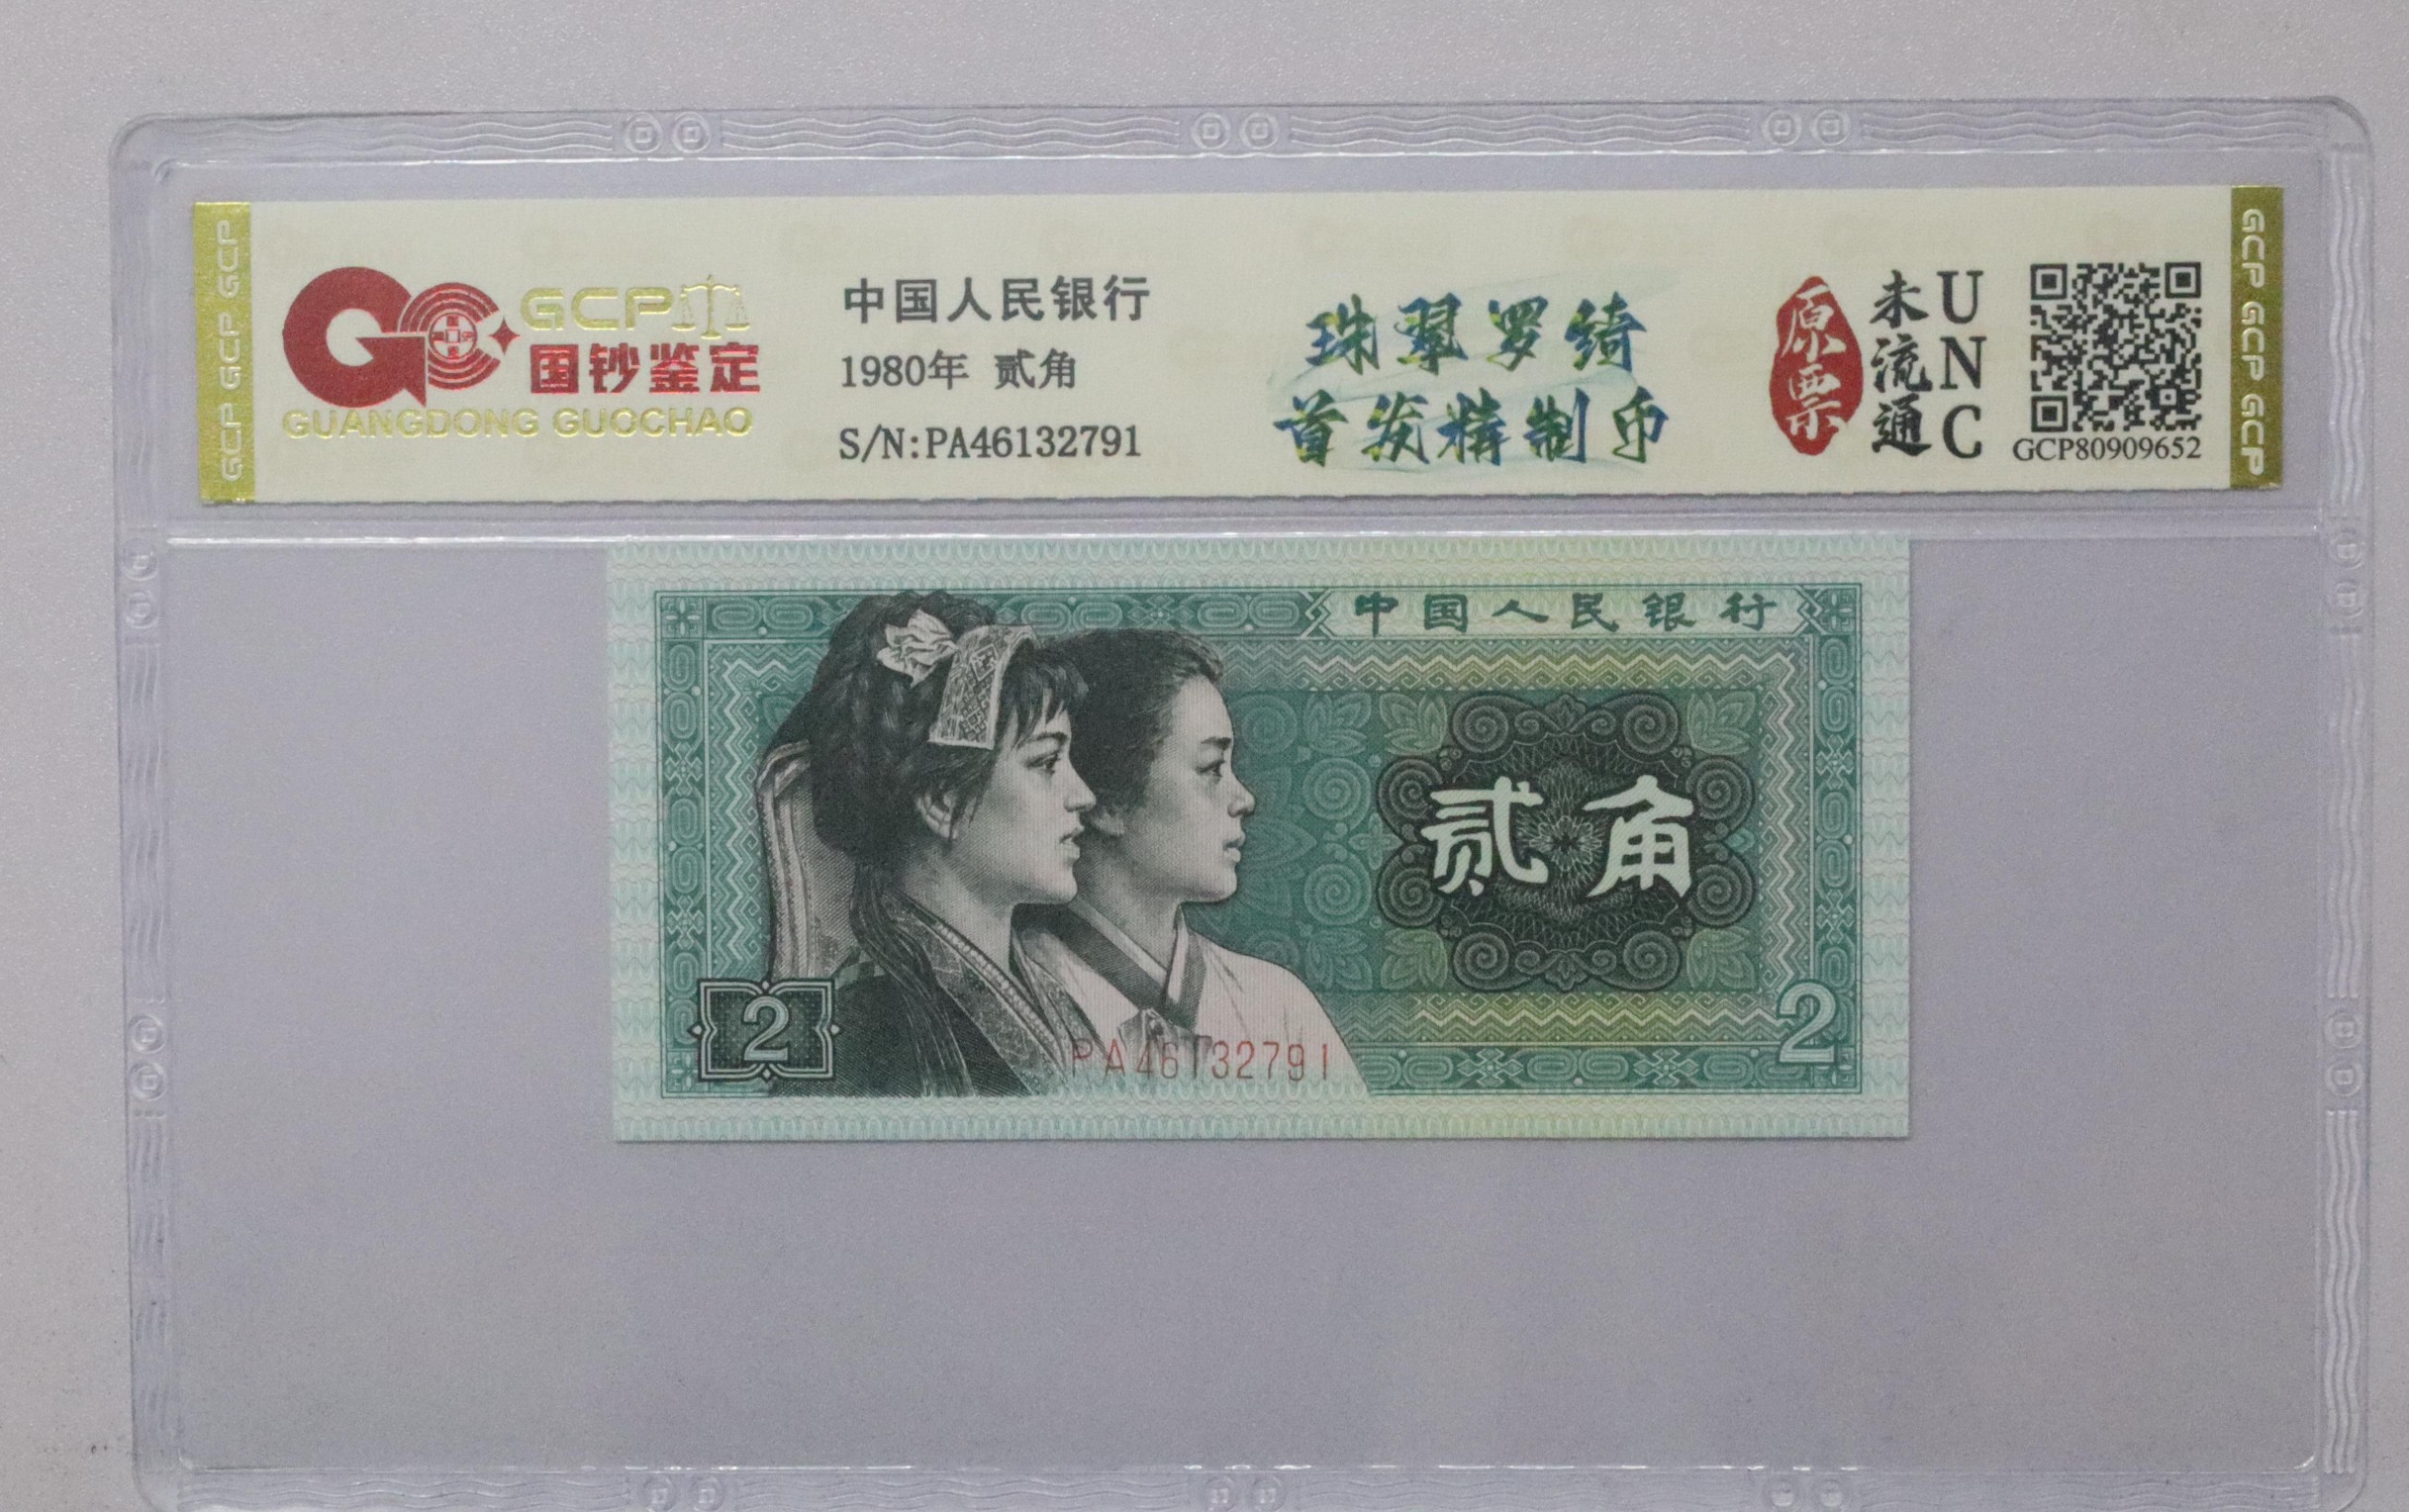 GCP GCP GCP
GCP
国钞鉴定
GUANGDONG GUOCHAO
中国人民银行
1980年 贰角
S/N:PA46132791
珠翠罗绮
首发精制币
原票
未流通
UNC
GCP80909652
GCP GCP GCP
中国人民银行
贰角
2
2
PA46132791